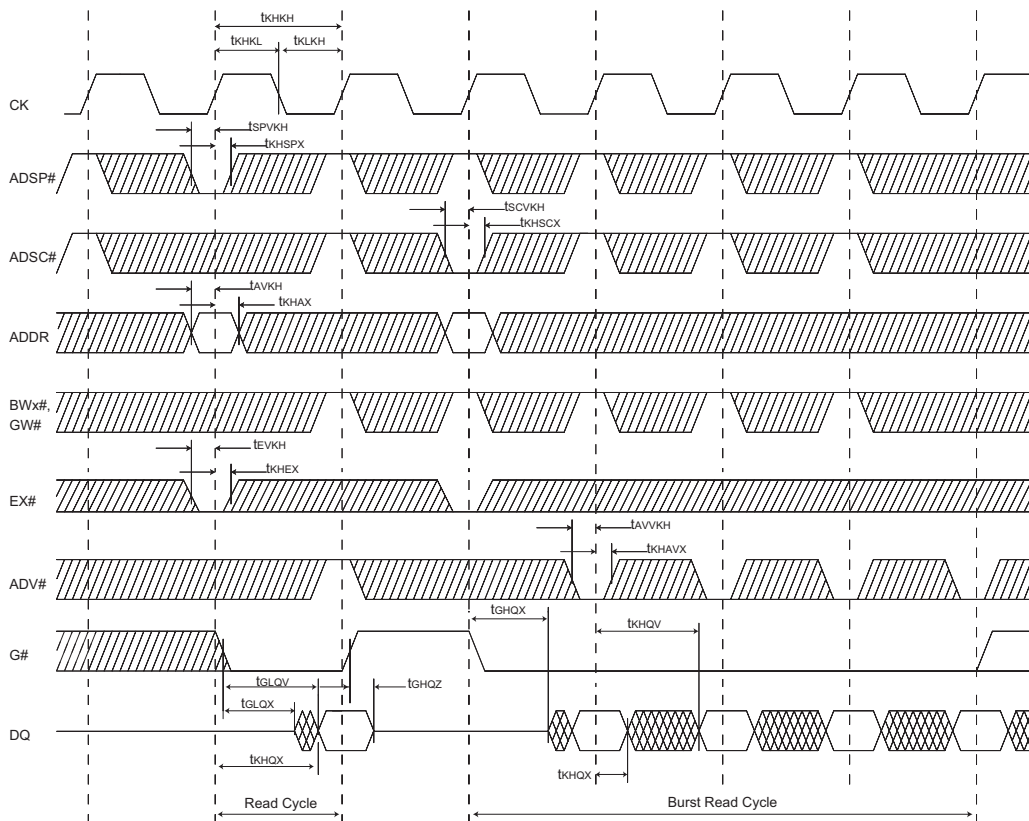 tKHKH
tKHKL
tKLKH
CK
tSPVKH
tKHSPX
ADSP#
tSCVKH
tKHSCX
ADSC#
tAVKH
tKHAX
ADDR
BWx#,
GW#
tEVKH
tKHEX
EX#
tAVVKH
tKHAVX
ADV#
tGHQX
tKHQV
G#
tGLQV
tGHQZ
tGLQX
DQ
tKHQX
tKHQX
Read Cycle
Burst Read Cycle